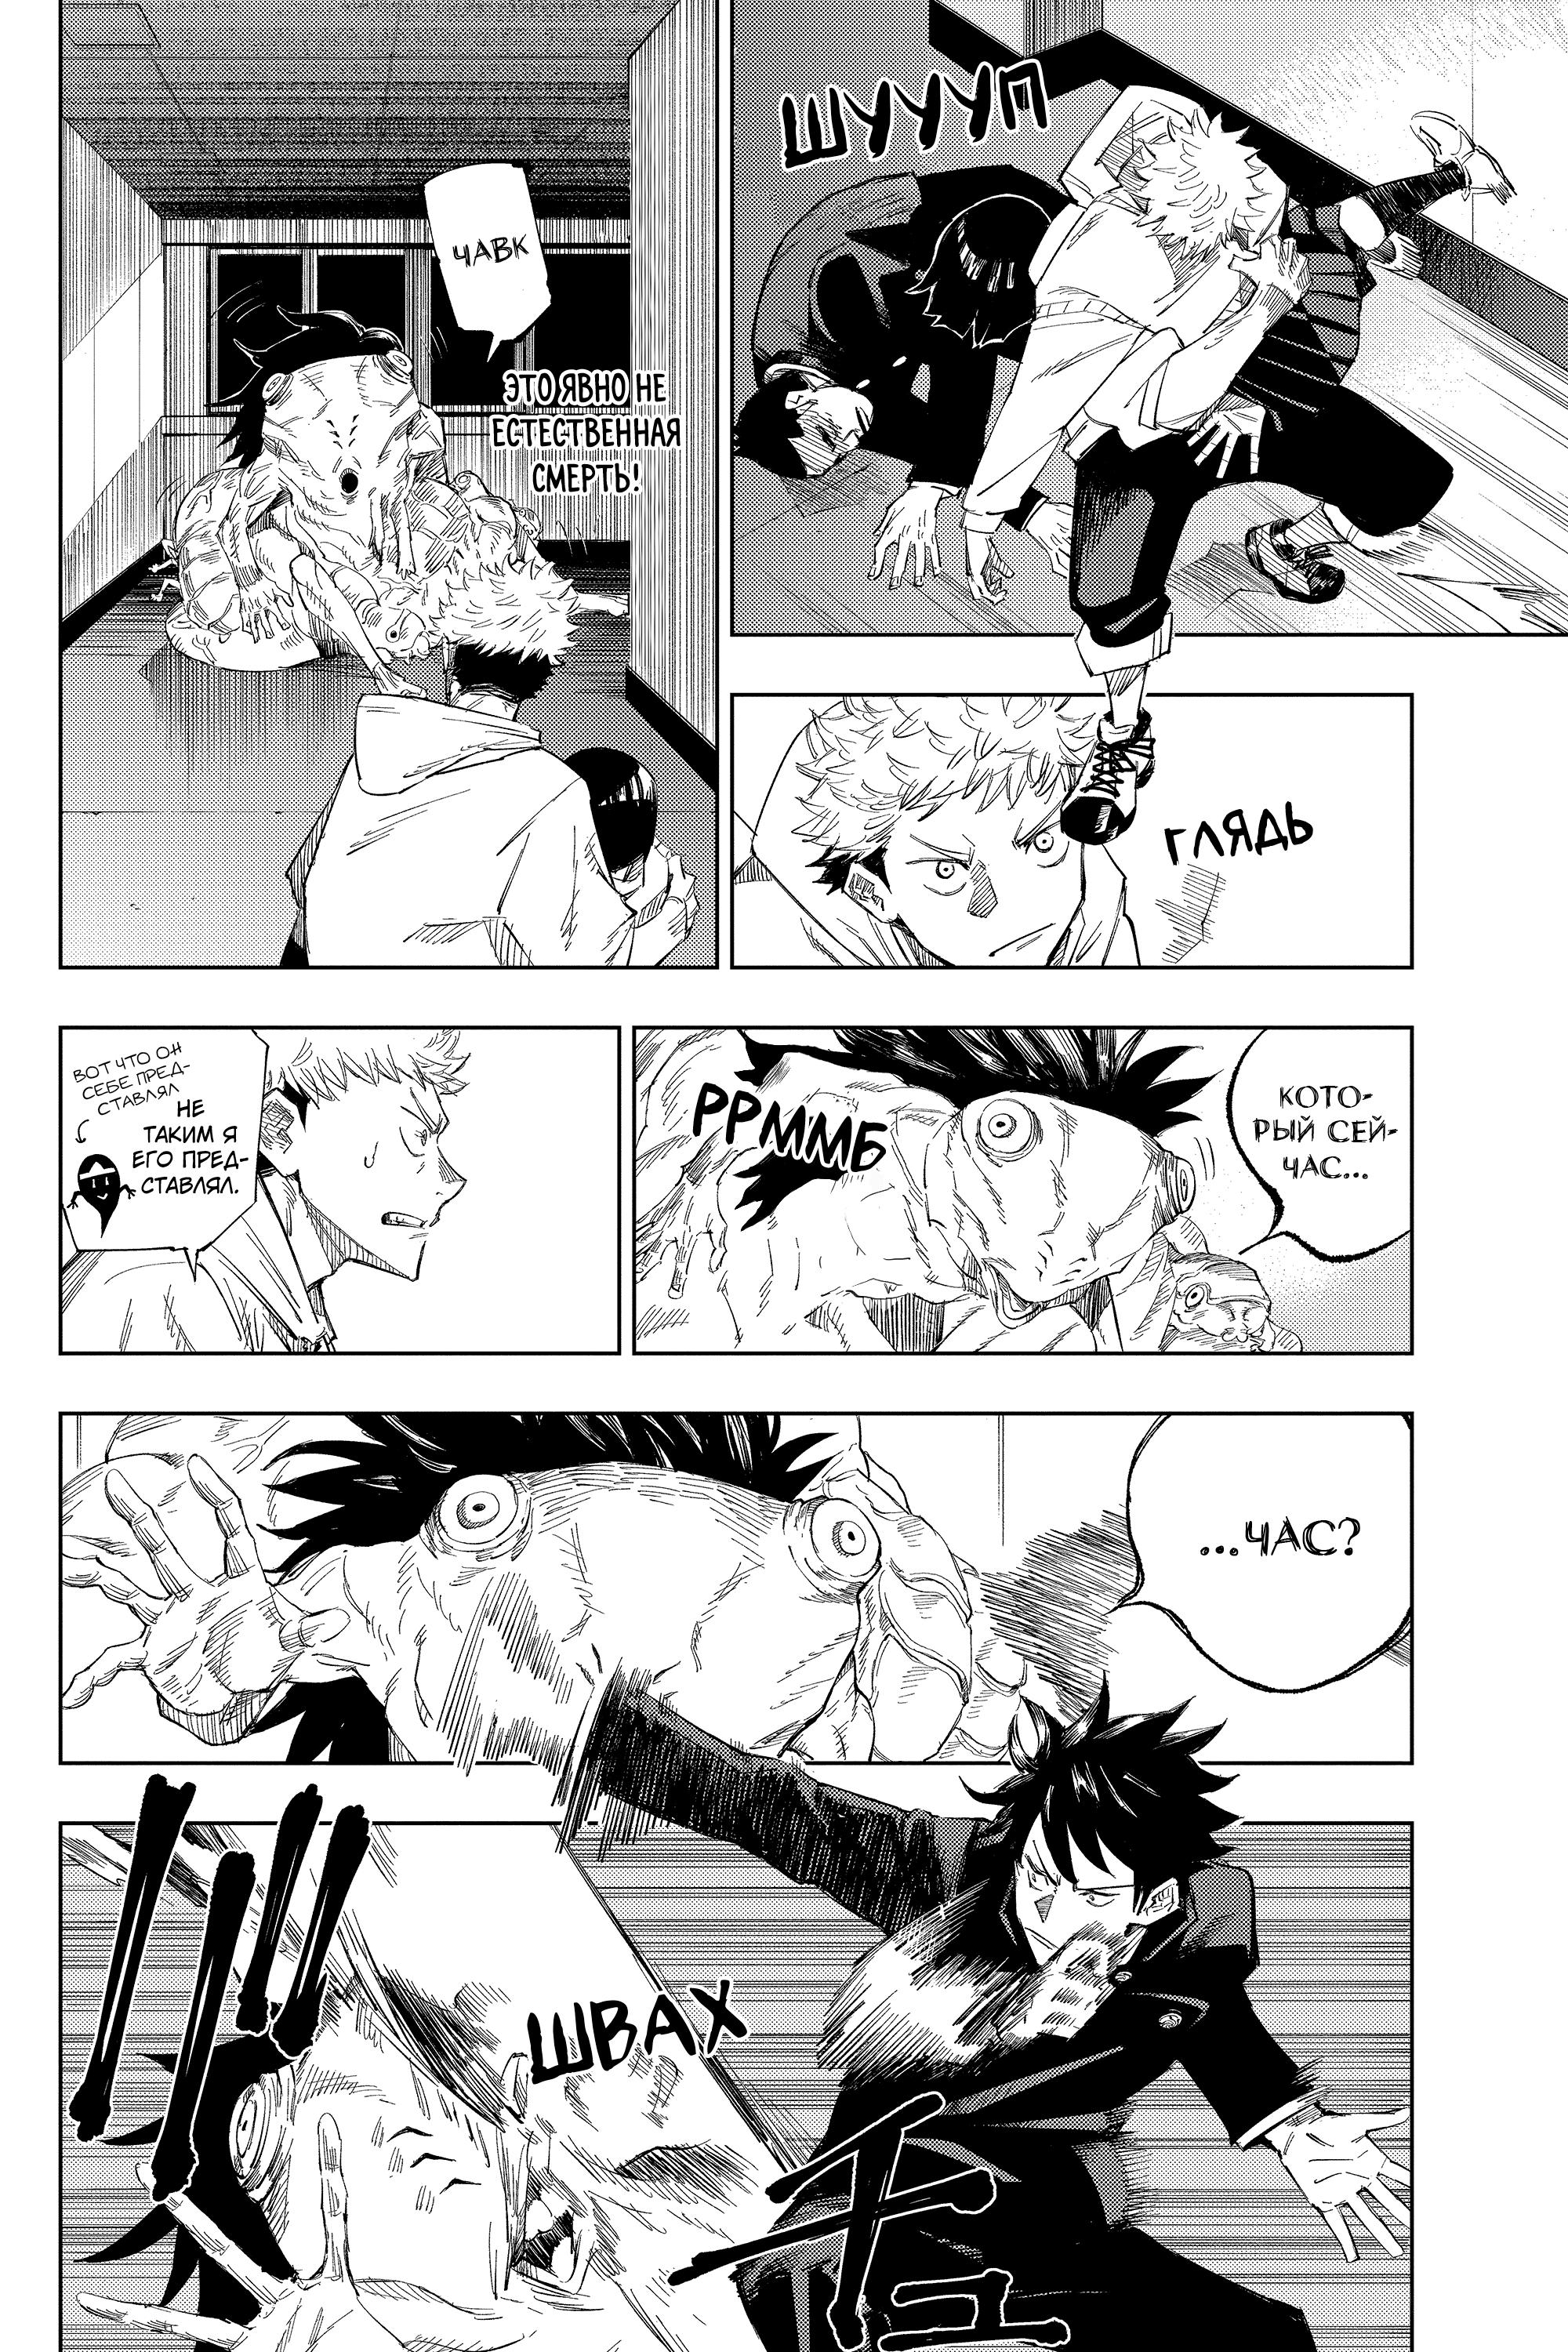 ШУУУП
ГЛЯДЬ
ЧАВК
ЭТО ЯВНО НЕ
ЕСТЕСТВЕННАЯ
СМЕРТЬ!
КОТО-
РЫЙ СЕЙ-
ЧАС...
РРММБ
ВОТ ЧТО ОН
СЕБЕ ПРЕД-
СТАВЛЯЛ
НЕ
ТАКИМ Я
ЕГО ПРЕД-
СТАВЛЯЛ.
...ЧАС?
ШВАХ